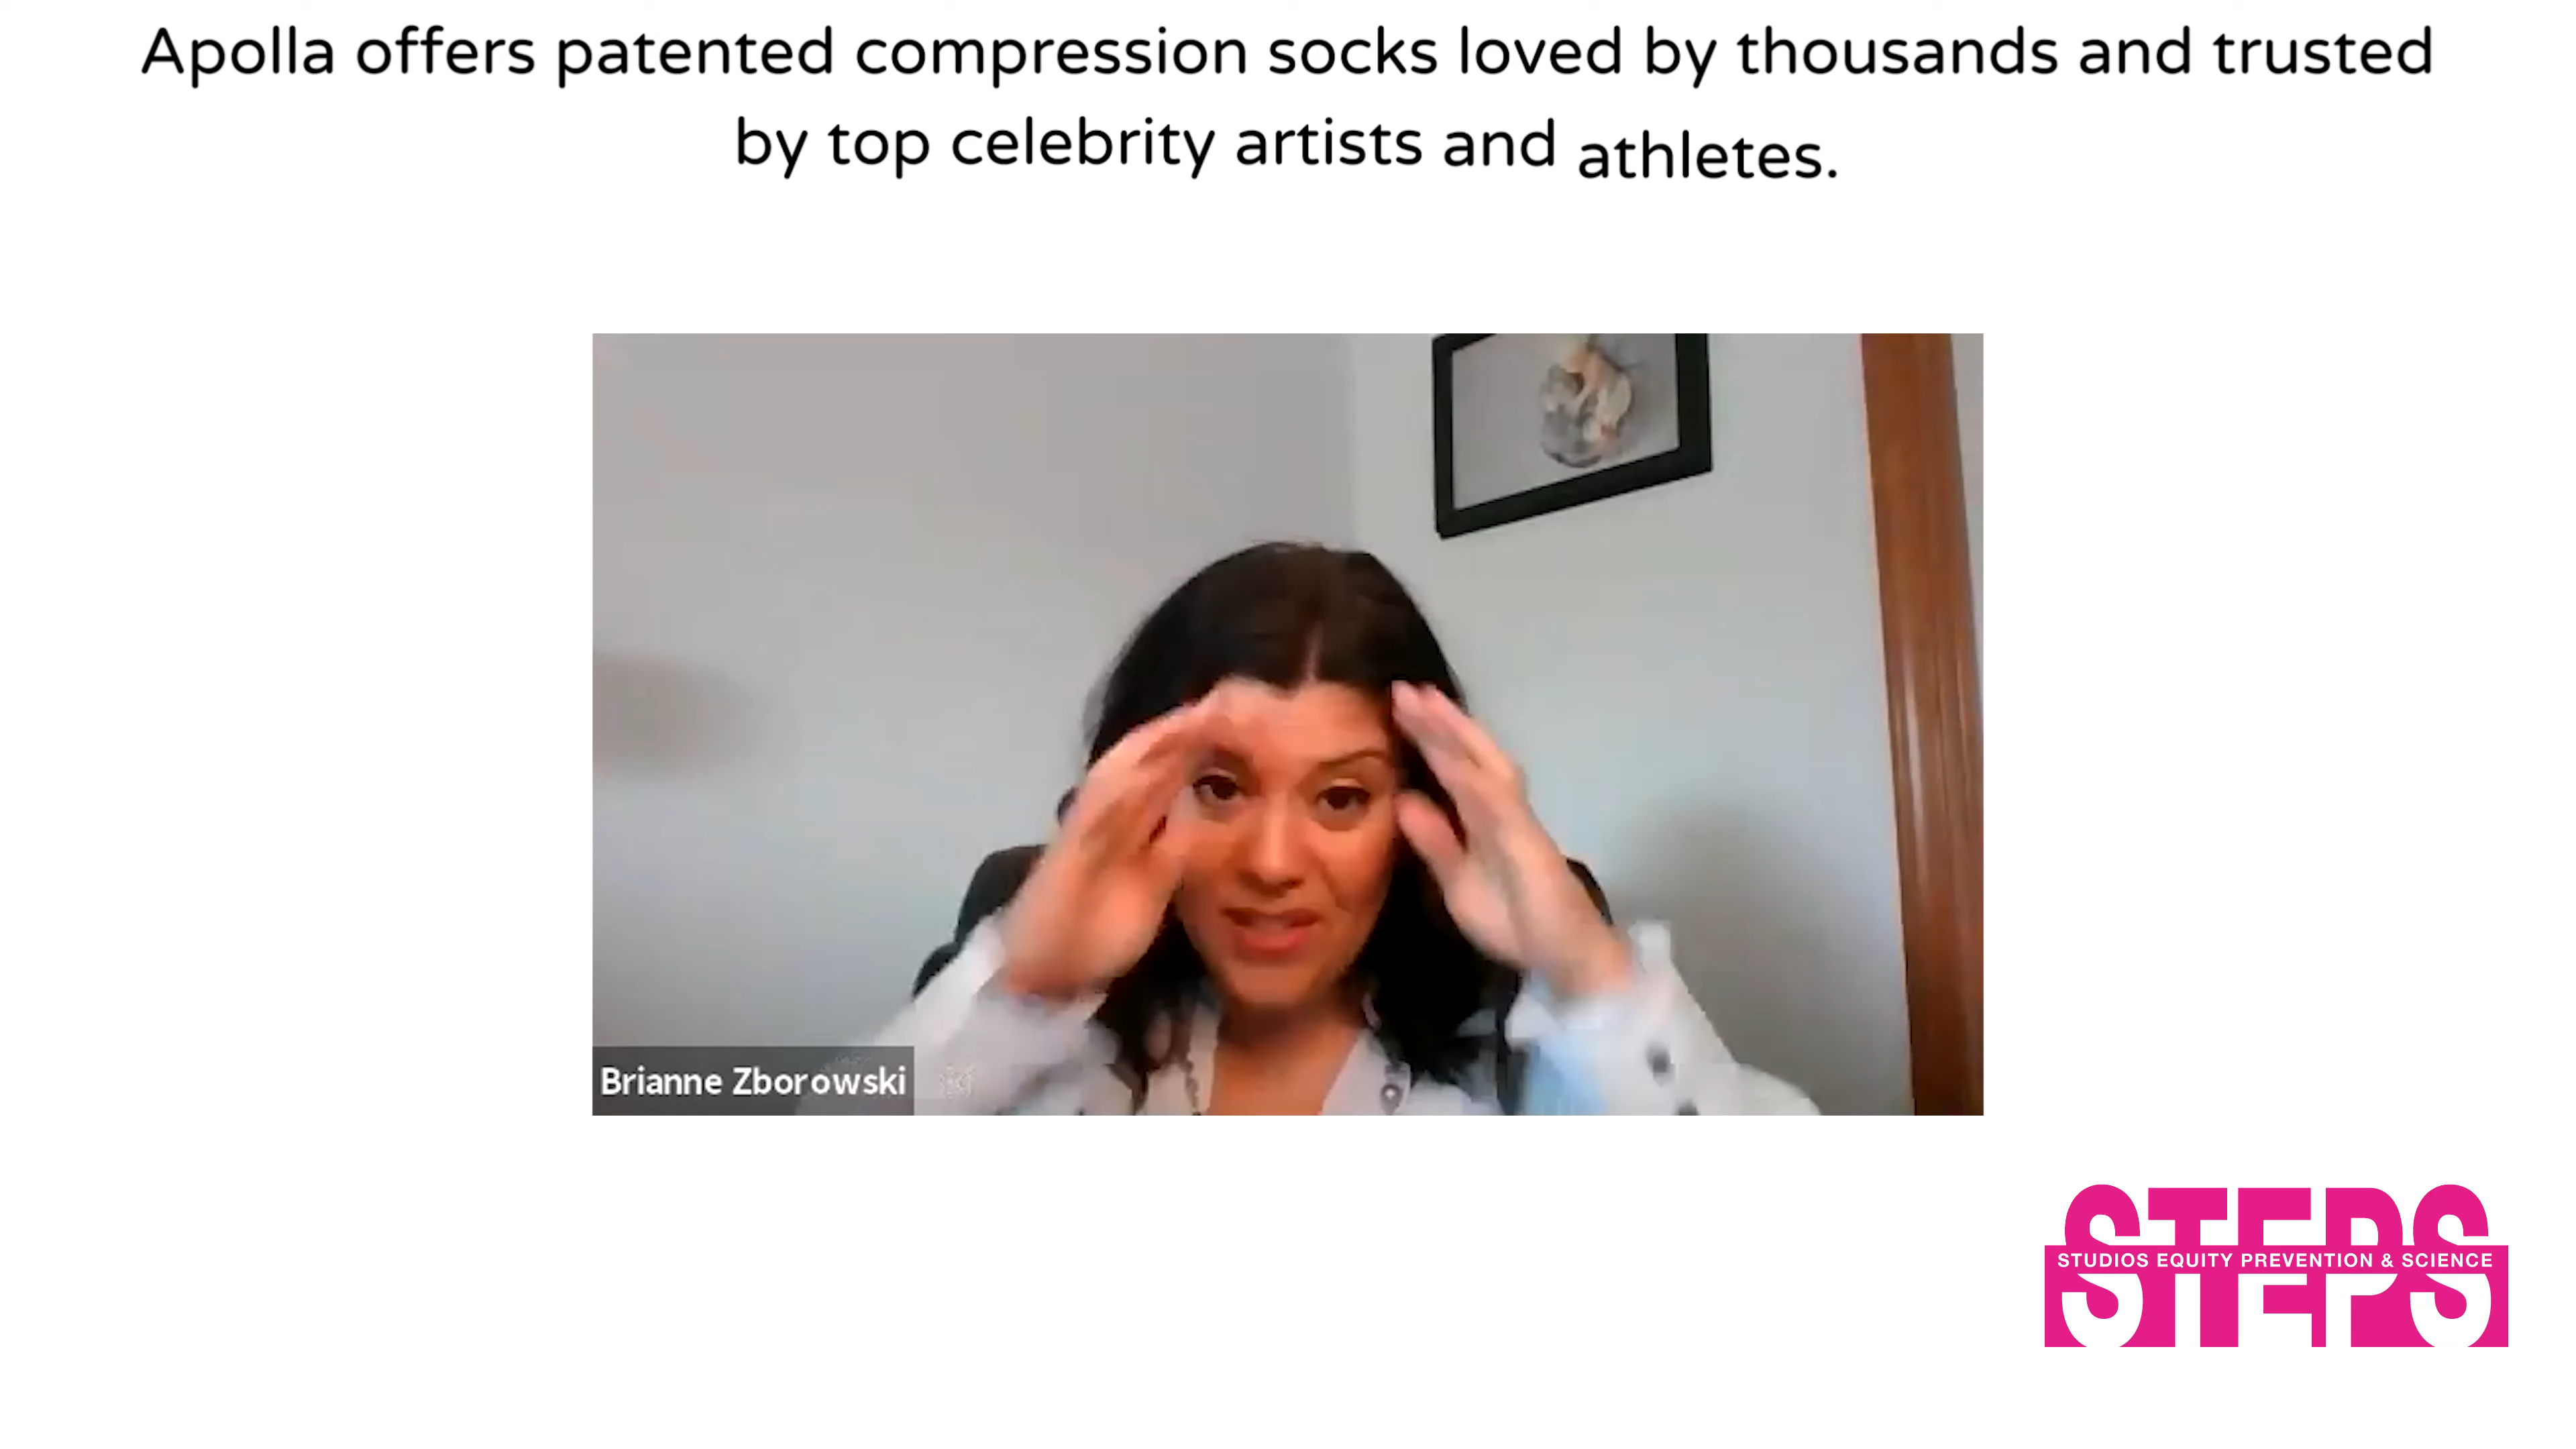 Apolla offers patented compression socks loved by thousands and trusted
by top celebrity artists and athletes.
Brianne Zborowski
STEPS
STUDIOS EQUITY PREVENTION & SCIENCE